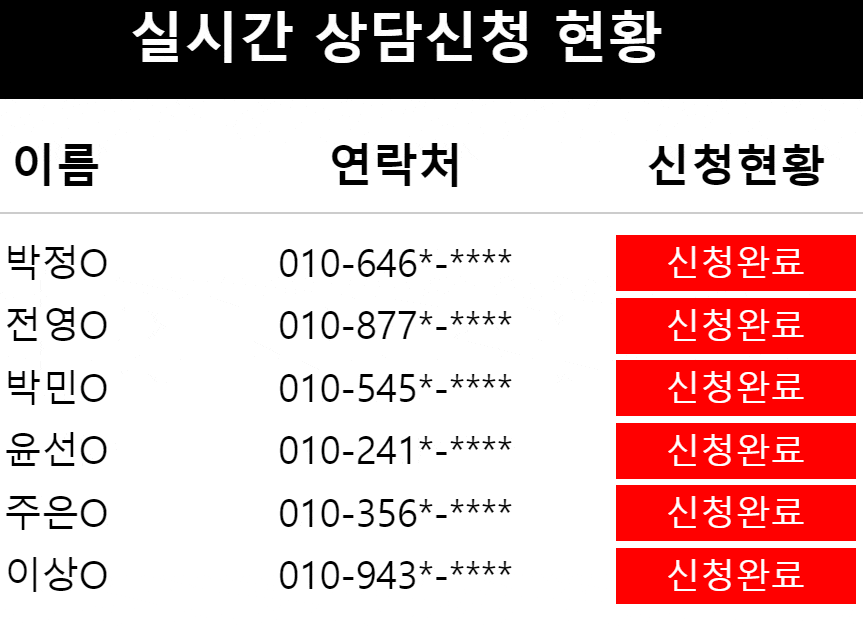 실시간 상담신청 현황
이름 연락처 신청현황
박정O 010-646*-**** 신청완료
전영O 010-877*-**** 신청완료
박민O 010-545*-**** 신청완료
윤선O 010-241*-**** 신청완료
주은O 010-356*-**** 신청완료
이상O 010-943*-**** 신청완료